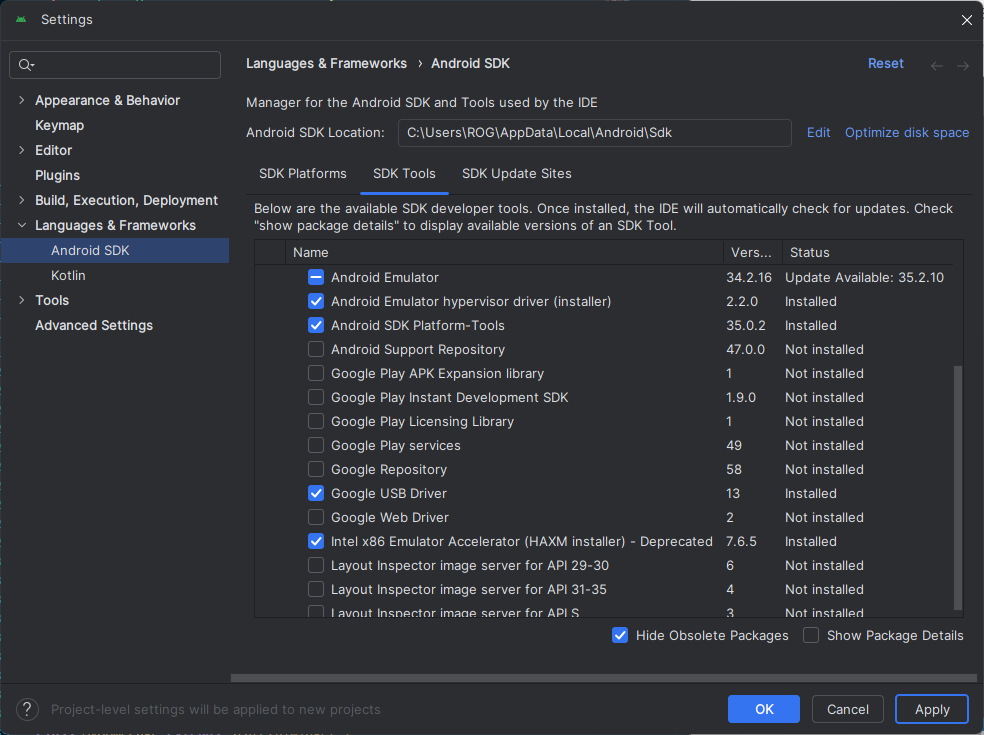 Settings
Languages & Frameworks › Android SDK
Reset
Appearance & Behavior
Keymap
Editor
Plugins
Build, Execution, Deployment
Languages & Frameworks
Android SDK
Kotlin
Tools
Advanced Settings
Manager for the Android SDK and Tools used by the IDE
Android SDK Location: C:\Users\ROG\AppData\Local\Android\Sdk Edit Optimize disk space
SDK Platforms SDK Tools SDK Update Sites
Below are the available SDK developer tools. Once installed, the IDE will automatically check for updates. Check
"show package details" to display available versions of an SDK Tool.
Name Vers... Status
Android Emulator 34.2.16 Update Available: 35.2.10
Android Emulator hypervisor driver (installer) 2.2.0 Installed
Android SDK Platform-Tools 35.0.2 Installed
Android Support Repository 47.0.0 Not installed
Google Play APK Expansion library 1 Not installed
Google Play Instant Development SDK 1.9.0 Not installed
Google Play Licensing Library 1 Not installed
Google Play services 49 Not installed
Google Repository 58 Not installed
Google USB Driver 13 Installed
Google Web Driver 2 Not installed
Intel x86 Emulator Accelerator (HAXM installer) - Deprecated 7.6.5 Installed
Layout Inspector image server for API 29-30 6 Not installed
Layout Inspector image server for API 31-35 4 Not installed
Layout Inspector image server for API S 3 Not installed
Hide Obsolete Packages Show Package Details
? Project-level settings will be applied to new projects
OK Cancel Apply